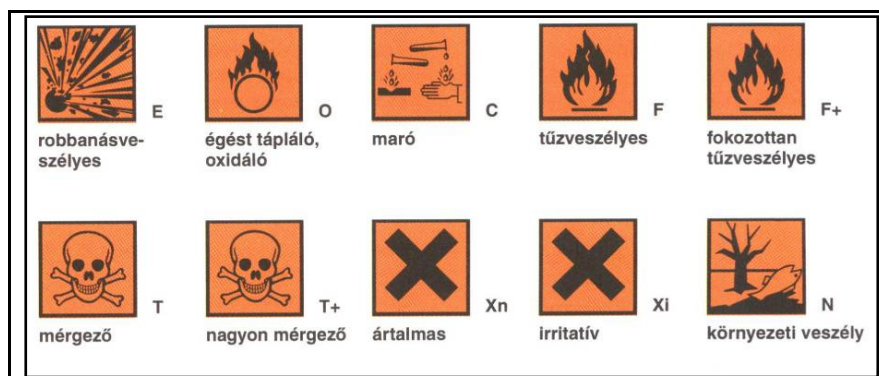 E O C F F+
robbanásve- égést tápláló, maró tűzveszélyes fokozottan
szélyes oxidáló tűzveszélyes
T T+ Xn Xi N
mérgező nagyon mérgező ártalmas irritatív környezeti veszély